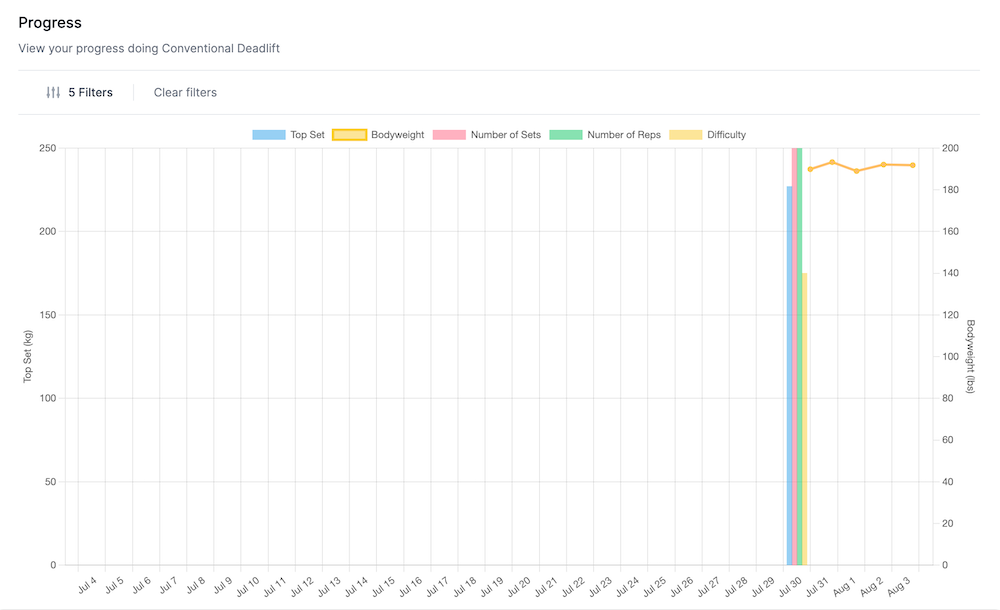 Progress
View your progress doing Conventional Deadlift
5 Filters Clear filters
Top Set Bodyweight Number of Sets Number of Reps Difficulty
250 200
180
200 160
140
150 120
Top Set (kg) Bodyweight (lbs)
100
100 80
60
50 40
20
0 0
Jul 4 Jul 5 Jul 6 Jul 7 Jul 8 Jul 9 Jul 10 Jul 11 Jul 12 Jul 13 Jul 14 Jul 15 Jul 16 Jul 17 Jul 18 Jul 19 Jul 20 Jul 21 Jul 22 Jul 23 Jul 24 Jul 25 Jul 26 Jul 27 Jul 28 Jul 29 Jul 30 Jul 31 Aug 1 Aug 2 Aug 3